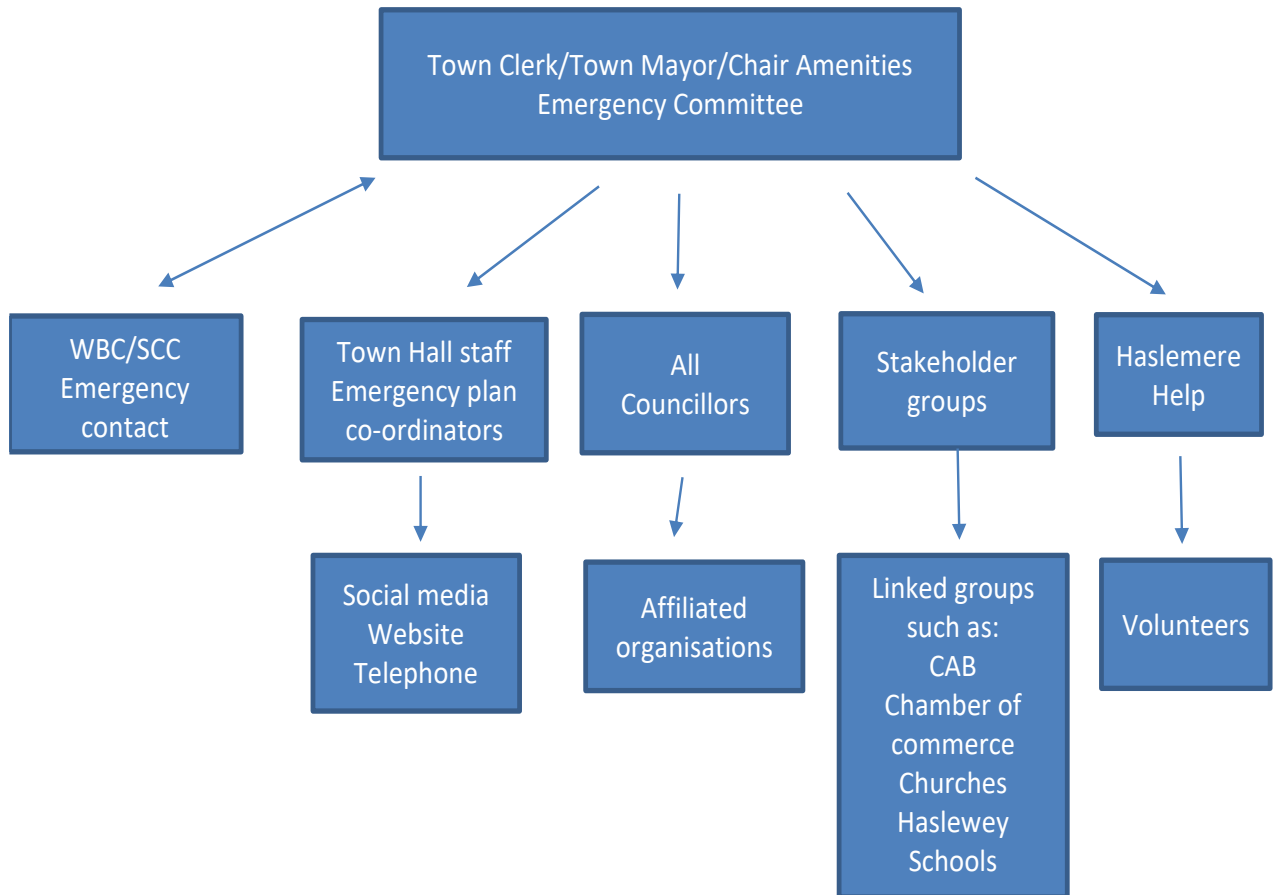 Town Clerk/Town Mayor/Chair Amenities
Emergency Committee
WBC/SCC
Emergency
contact
Town Hall staff
Emergency plan
co-ordinators
All
Councillors
Stakeholder
groups
Haslemere
Help
Social media
Website
Telephone
Affiliated
organisations
Linked groups
such as:
CAB
Chamber of
commerce
Churches
Haslewey
Schools
Volunteers